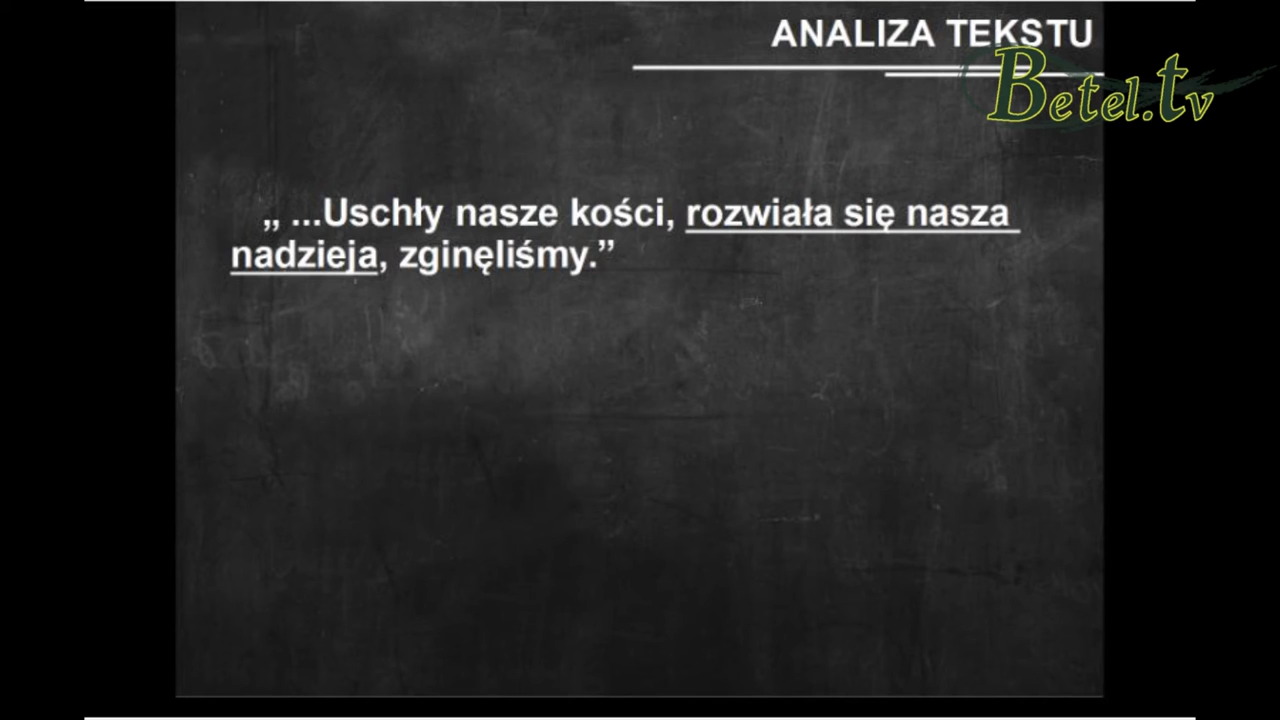 ANALIZA TEKSTU
Betel.tv
„ ...Uschły nasze kości, rozwiała się nasza
nadzieja, zginęliśmy.”